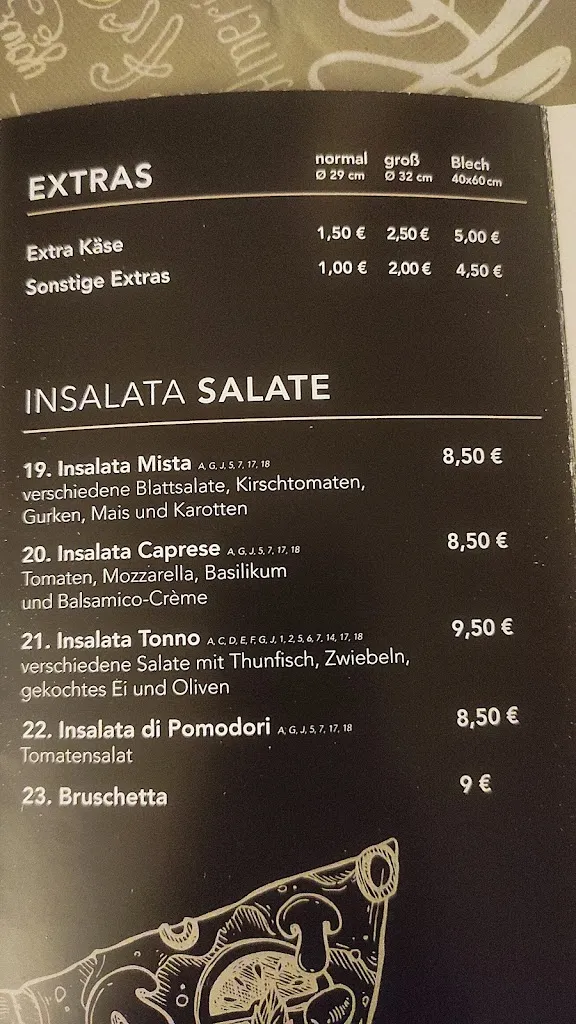 EXTRAS normal groß Blech
Ø 29 cm Ø 32 cm 40x60cm
Extra Käse 1,50 € 2,50 € 5,00 €
Sonstige Extras 1,00 € 2,00 € 4,50 €
INSALATA SALATE
19. Insalata Mista A, G, J, 5, 7, 17, 18 8,50 €
verschiedene Blattsalate, Kirschtomaten,
Gurken, Mais und Karotten
20. Insalata Caprese A, G, J, 5, 7, 17, 18 8,50 €
Tomaten, Mozzarella, Basilikum
und Balsamico-Crème
21. Insalata Tonno A, C, D, E, F, G, J, 1, 2, 5, 6, 7, 14, 17, 18 9,50 €
verschiedene Salate mit Thunfisch, Zwiebeln,
gekochtes Ei und Oliven
22. Insalata di Pomodori A, G, J, 5, 7, 17, 18 8,50 €
Tomatensalat
23. Bruschetta 9 €